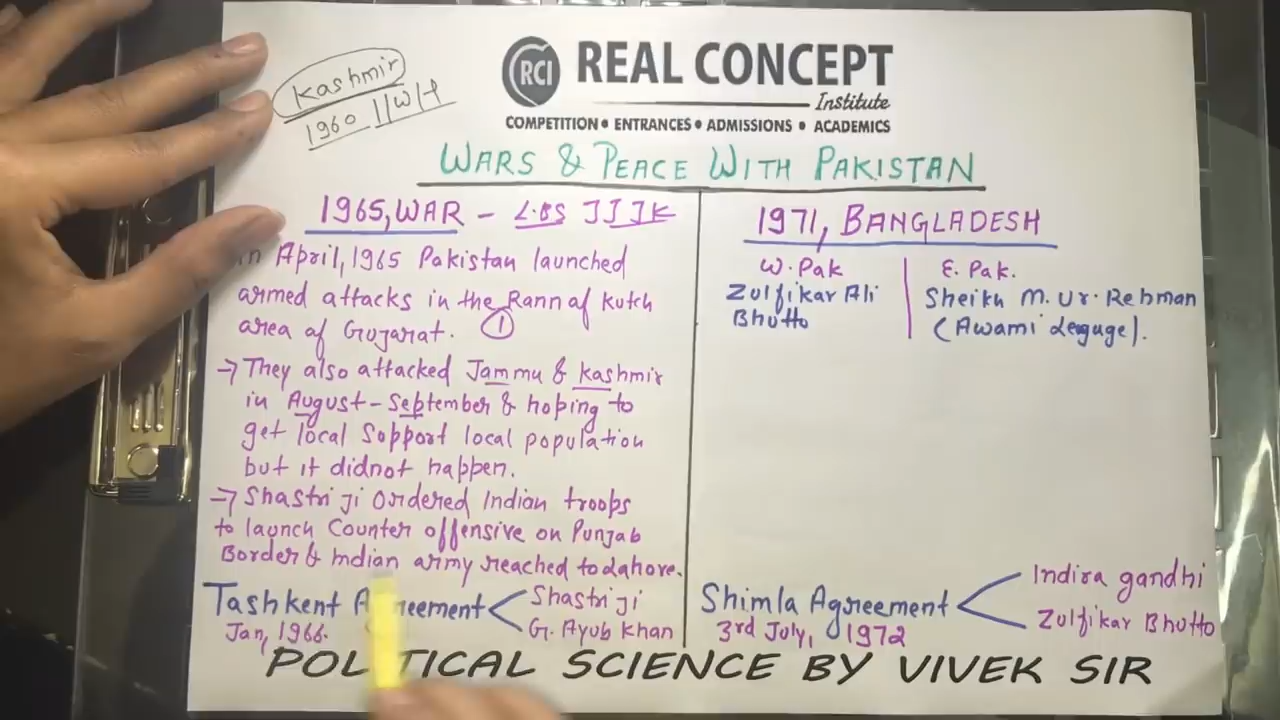 Kashmir
1960 IWT
RCI
REAL CONCEPT
Institute
COMPETITION • ENTRANCES • ADMISSIONS • ACADEMICS
WARS & PEACE WITH PAKISTAN
1965, WAR - L.BS JJJK
In April, 1965 Pakistan launched
armed attacks in the Rann of Kutch
area of Gujarat. 1
→ They also attacked Jammu & Kashmir
in August - September & hoping to
get local Support local population
but it didnot happen.
→ Shastri ji ordered Indian troops
to launch Counter offensive on Punjab
Border & Indian army reached to Lahore.
Tashkent Agreement
Jan, 1966.
Shastri ji
G. Ayub Khan
1971, BANGLADESH
W. Pak
Zulfikar Ali
Bhutto
E. Pak.
Sheikh M. Ur. Rehman
(Awami Leguge).
Shimla Agreement
3rd July, 1972
Indira gandhi
Zulfikar Bhutto
POLITICAL SCIENCE BY VIVEK SIR